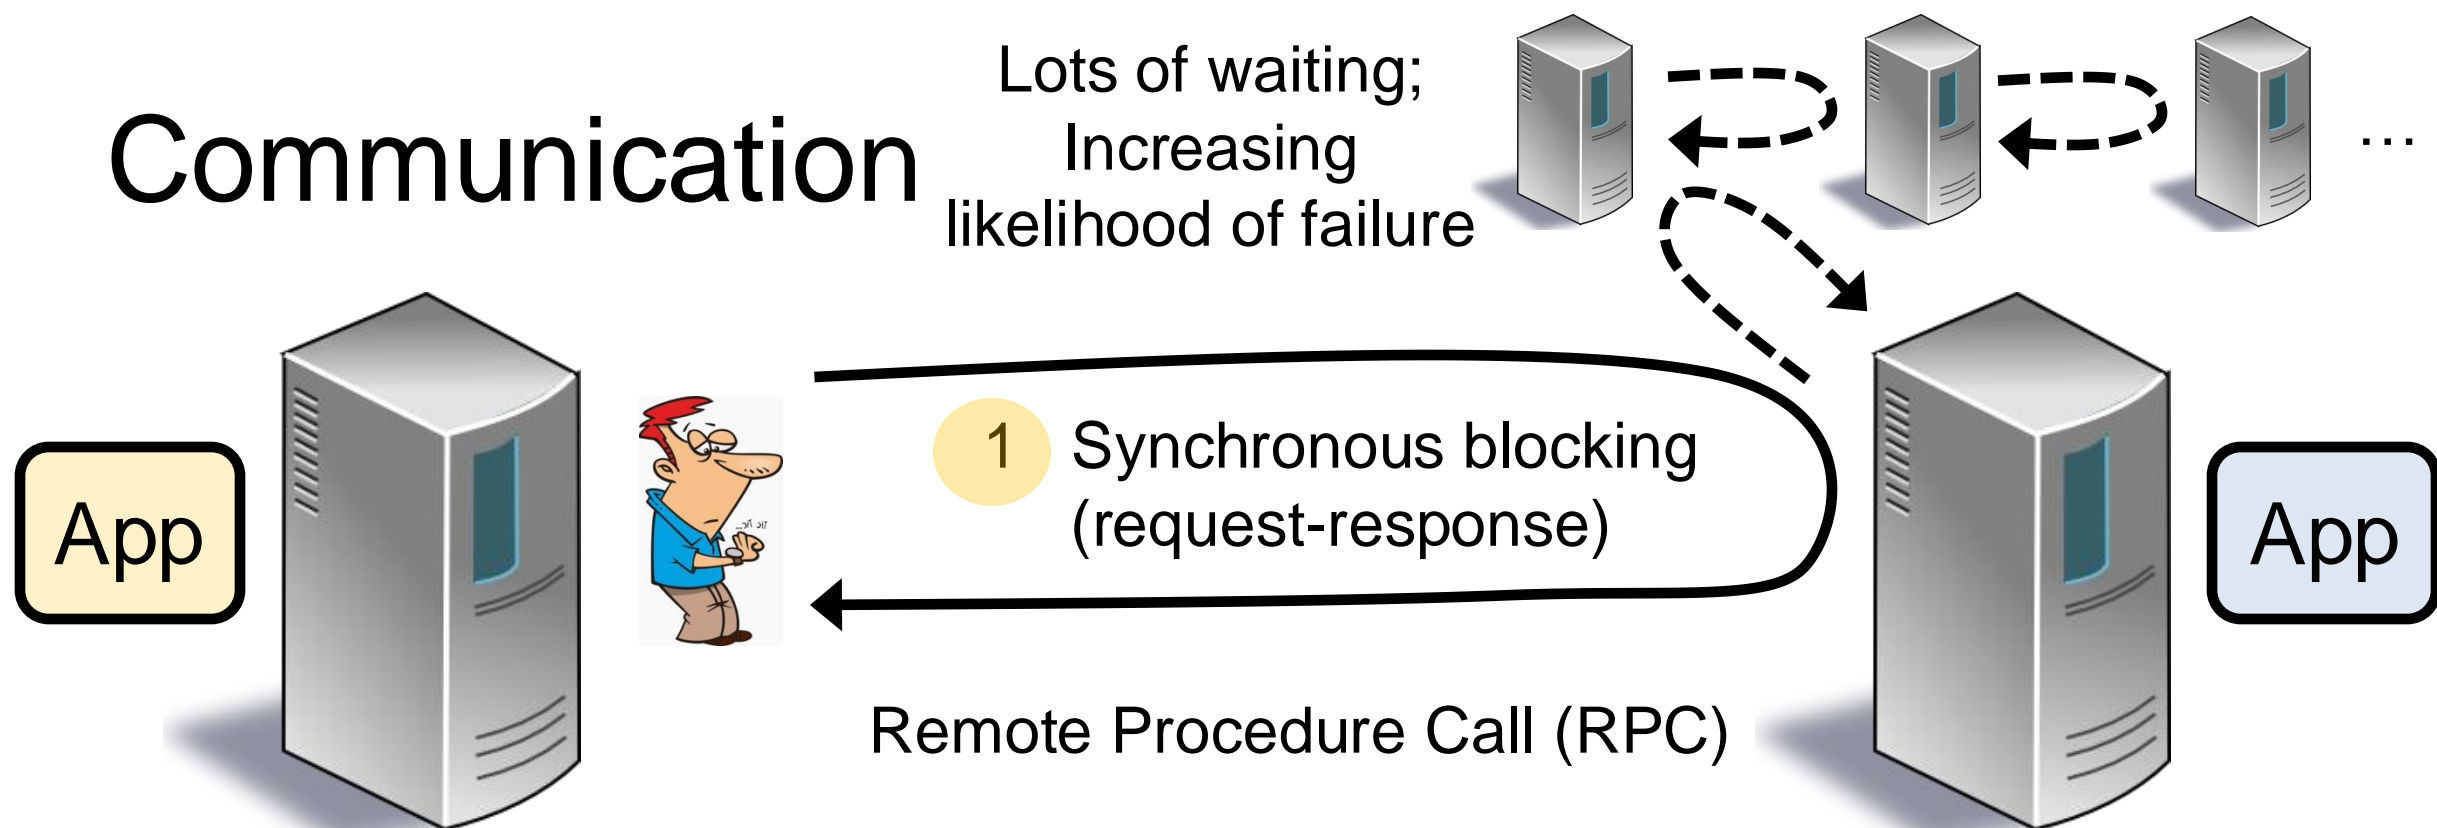 Communication
Lots of waiting;
Increasing
likelihood of failure
…
App
1 Synchronous blocking
(request-response)
App
Remote Procedure Call (RPC)